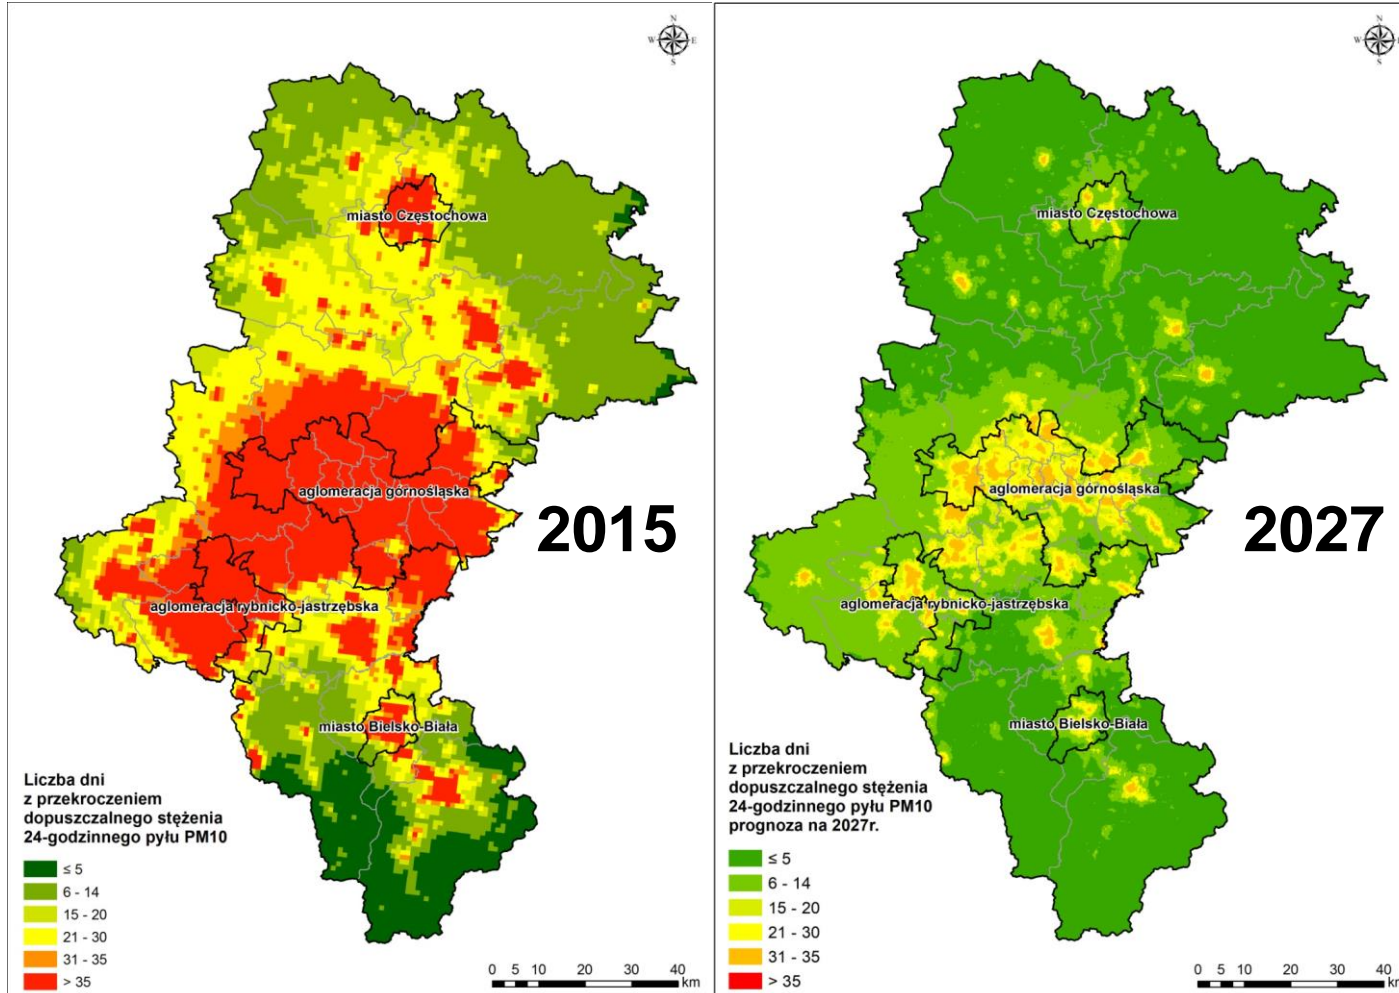 N
W E
S
miasto Częstochowa
aglomeracja górnośląska
2015
aglomeracja rybnicko-jastrzębska
miasto Bielsko-Biała
Liczba dni
z przekroczeniem
dopuszczalnego stężenia
24-godzinnego pyłu PM10
≤ 5
6 - 14
15 - 20
21 - 30
31 - 35
> 35
0 5 10 20 30 40
km
N
W E
S
miasto Częstochowa
aglomeracja górnośląska
2027
aglomeracja rybnicko-jastrzębska
miasto Bielsko-Biała
Liczba dni
z przekroczeniem
dopuszczalnego stężenia
24-godzinnego pyłu PM10
prognoza na 2027r.
≤ 5
6 - 14
15 - 20
21 - 30
31 - 35
> 35
0 5 10 20 30 40
km